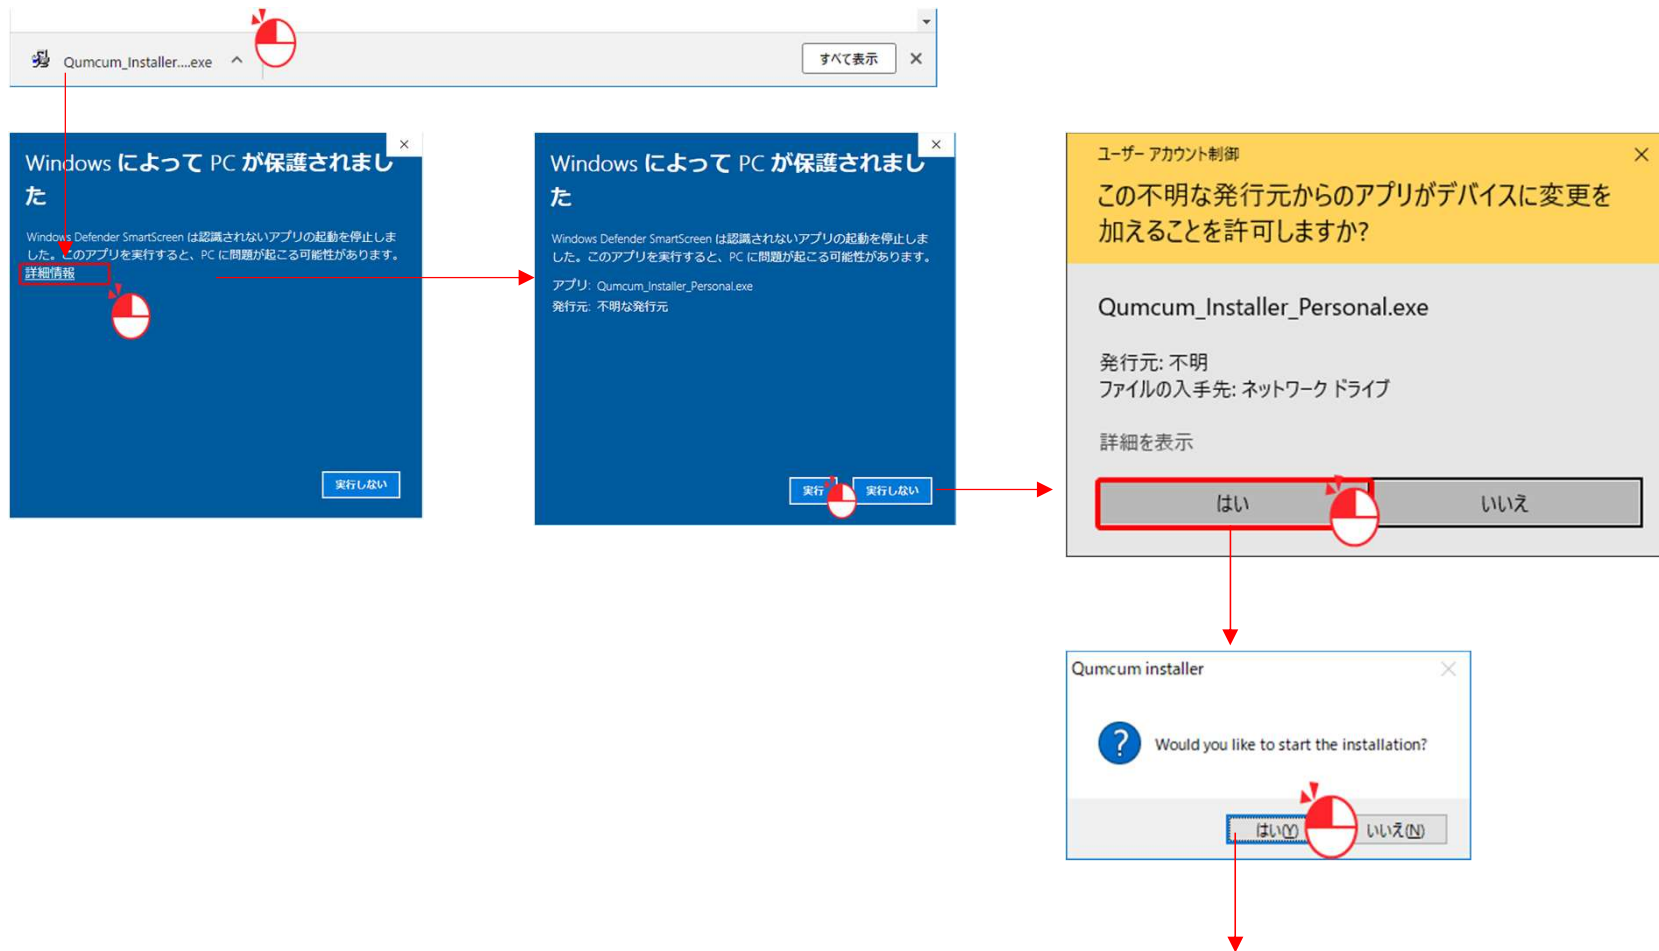 Qumcum_Installer....exe
すべて表示
Windows によって PC が保護されまし
た
Windows Defender SmartScreen は認識されないアプリの起動を停止しま
した。このアプリを実行すると、PC に問題が起こる可能性があります。
詳細情報
実行しない
Windows によって PC が保護されまし
た
Windows Defender SmartScreen は認識されないアプリの起動を停止しま
した。このアプリを実行すると、PC に問題が起こる可能性があります。
アプリ: Qumcum_Installer_Personal.exe
発行元: 不明な発行元
実行
実行しない
ユーザー アカウント制御
この不明な発行元からのアプリがデバイスに変更を
加えることを許可しますか?
Qumcum_Installer_Personal.exe
発行元: 不明
ファイルの入手先: ネットワーク ドライブ
詳細を表示
はい
いいえ
Qumcum installer
Would you like to start the installation?
はい(Y)
いいえ(N)